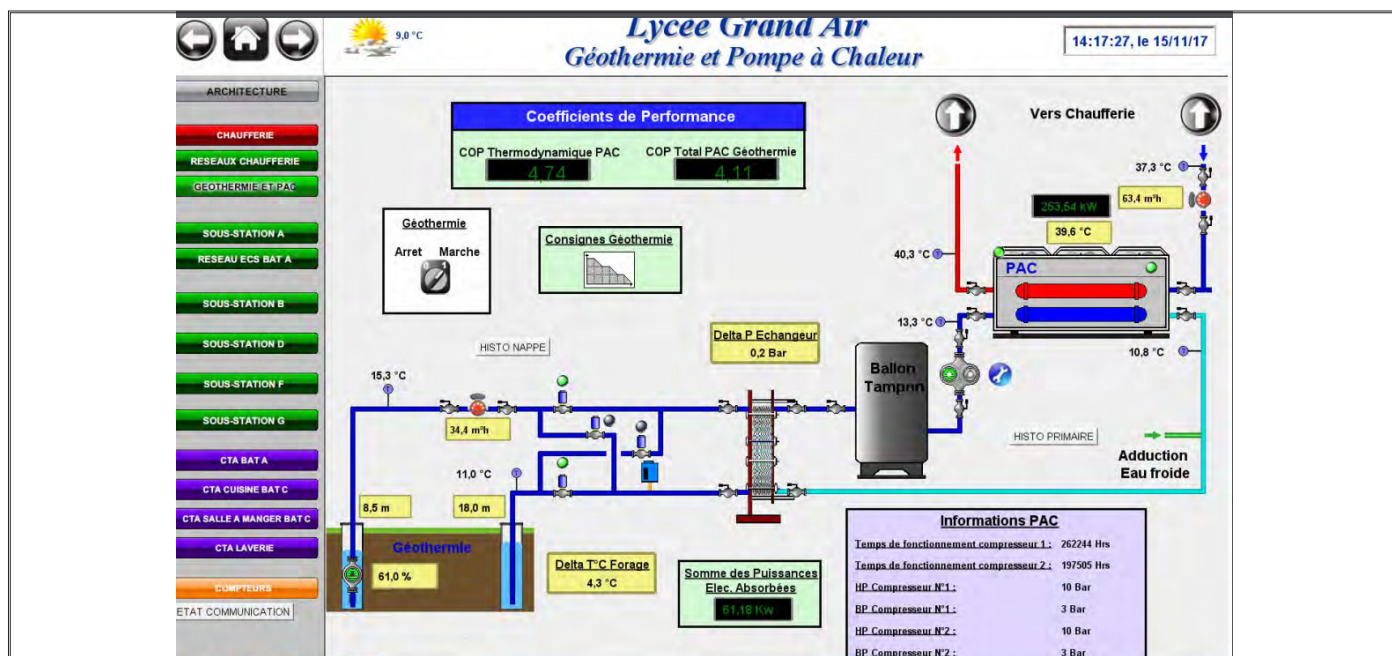 Lycée Grand Air
Géothermie et Pompe à Chaleur
9,0 °C
14:17:27, le 15/11/17
ARCHITECTURE
CHAUFFERIE
RESEAUX CHAUFFERIE
GEOTHERMIE ET PAC
SOUS-STATION A
RESEAU ECS BAT A
SOUS-STATION B
SOUS-STATION D
SOUS-STATION F
SOUS-STATION G
CTA BAT A
CTA CUISINE BAT C
CTA SALLE A MANGER BAT C
CTA LAVERIE
COMPTEURS
ETAT COMMUNICATION
Coefficients de Performance
COP Thermodynamique PAC
4,74
COP Total PAC Géothermie
4,11
Vers Chaufferie
37,3 °C
63,4 m³h
253,54 kW
39,6 °C
40,3 °C
PAC
13,3 °C
10,8 °C
Géothermie
Arret Marche
Consignes Géothermie
HISTO NAPPE
Delta P Echangeur
0,2 Bar
Ballon
Tampon
HISTO PRIMAIRE
Adduction
Eau froide
15,3 °C
34,4 m³h
11,0 °C
8,5 m
18,0 m
Géothermie
61,0 %
Delta T°C Forage
4,3 °C
Somme des Puissances
Elec. Absorbées
61,18 Kw
Informations PAC
Temps de fonctionnement compresseur 1 : 262244 Hrs
Temps de fonctionnement compresseur 2 : 197505 Hrs
HP Compresseur N°1 : 10 Bar
BP Compresseur N°1 : 3 Bar
HP Compresseur N°2 : 10 Bar
BP Compresseur N°2 : 3 Bar